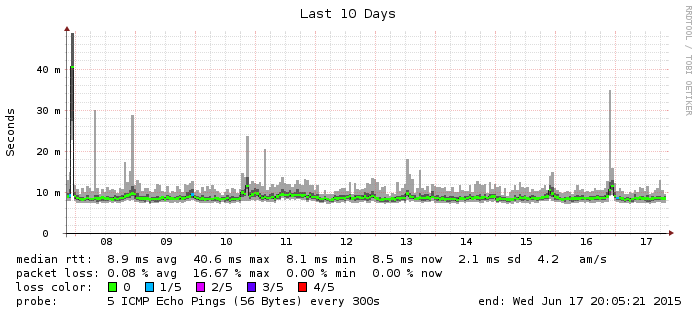 Last 10 Days
RRDTOOL / TOBI OETIKER
Seconds
40 m
30 m
20 m
10 m
0
08 09 10 11 12 13 14 15 16 17
median rtt: 8.9 ms avg 40.6 ms max 8.1 ms min 8.5 ms now 2.1 ms sd 4.2 am/s
packet loss: 0.08 % avg 16.67 % max 0.00 % min 0.00 % now
loss color: 0 1/5 2/5 3/5 4/5
probe: 5 ICMP Echo Pings (56 Bytes) every 300s end: Wed Jun 17 20:05:21 2015